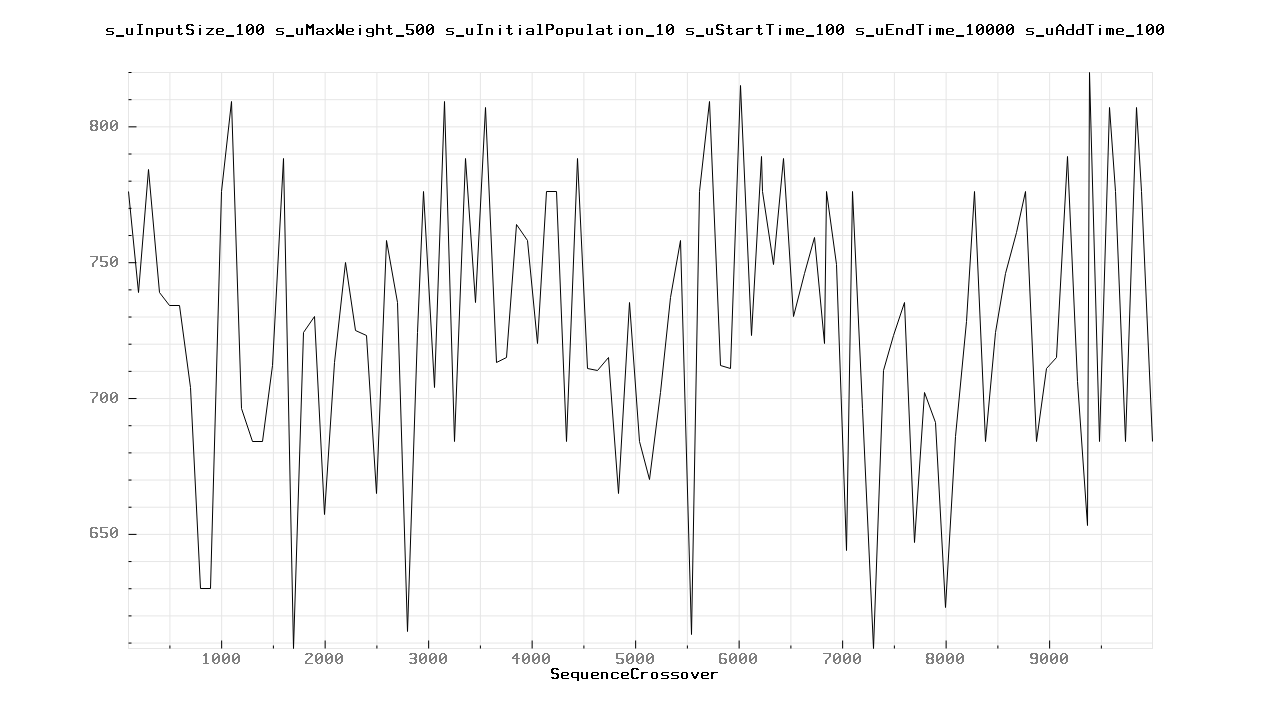 s_uInputSize_100 s_uMaxWeight_500 s_uInitialPopulation_10 s_uStartTime_100 s_uEndTime_10000 s_uAddTime_100
800
750
700
650
1000 2000 3000 4000 5000 6000 7000 8000 9000
SequenceCrossover